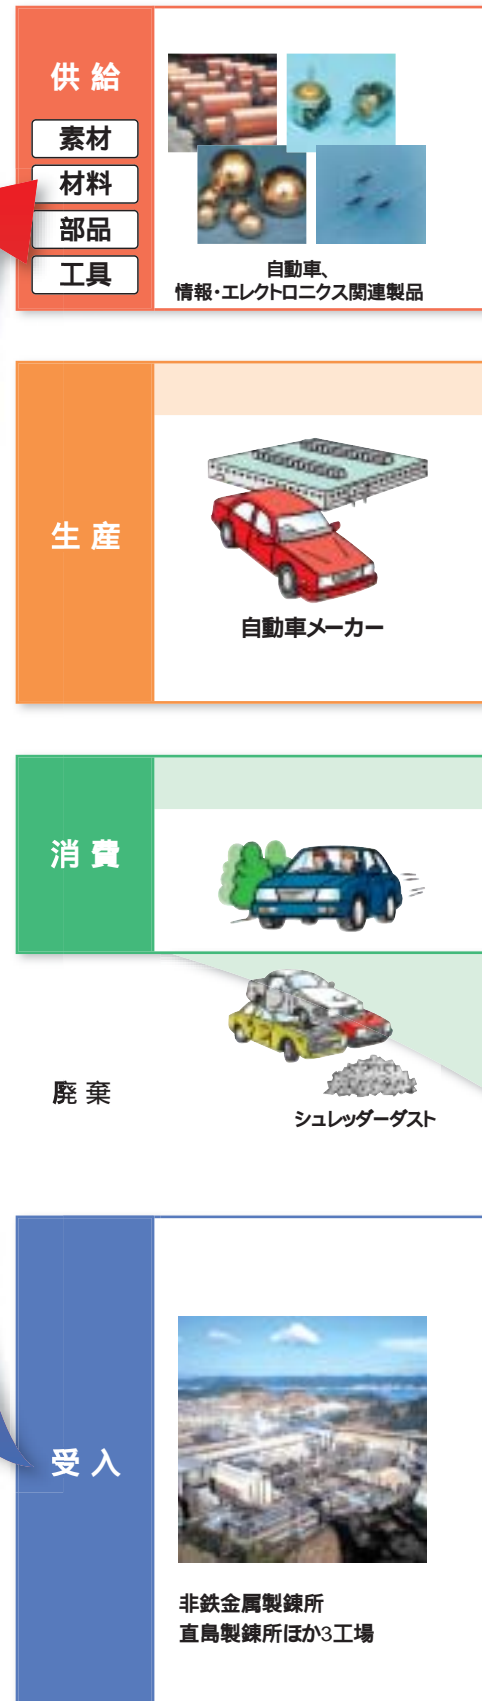 供給
素材
材料
部品
工具
自動車、
情報・エレクトロニクス関連製品
生産
自動車メーカー
消費
廃棄
シュレッダーダスト
受入
非鉄金属製錬所
直島製錬所ほか3工場